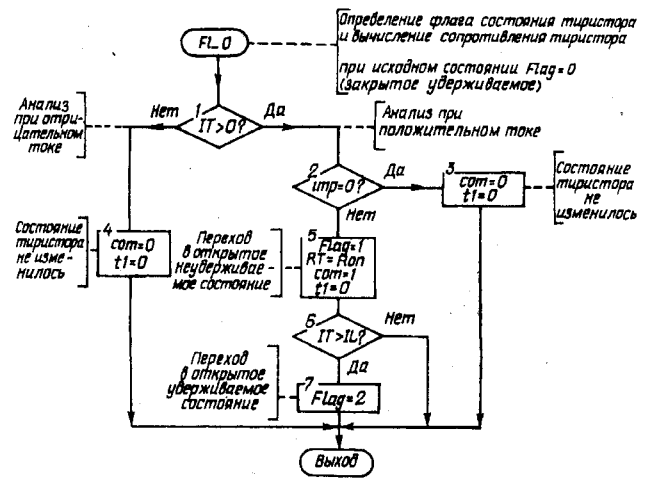 Fl_0
Определение флага состояния тиристора
и вычисление сопротивления тиристора
при исходном состоянии Flag=0
(закрытое удерживаемое)
Анализ
при отри-
цательном
токе
Нет
1
IT>0?
Да
Анализ при
положительном токе
2
imp=0?
Да
Нет
3
com=0
t1=0
Состояние
тиристора
не
изменилось
Состояние
тиристора
не изме-
нилось
4
com=0
t1=0
Переход
в открытое
неудерживае-
мое состояние
5
Flag=1
RT=Ron
com=1
t1=0
6
IT>IL?
Нет
Да
Переход
в открытое
удерживаемое
состояние
7
Flag=2
Выход